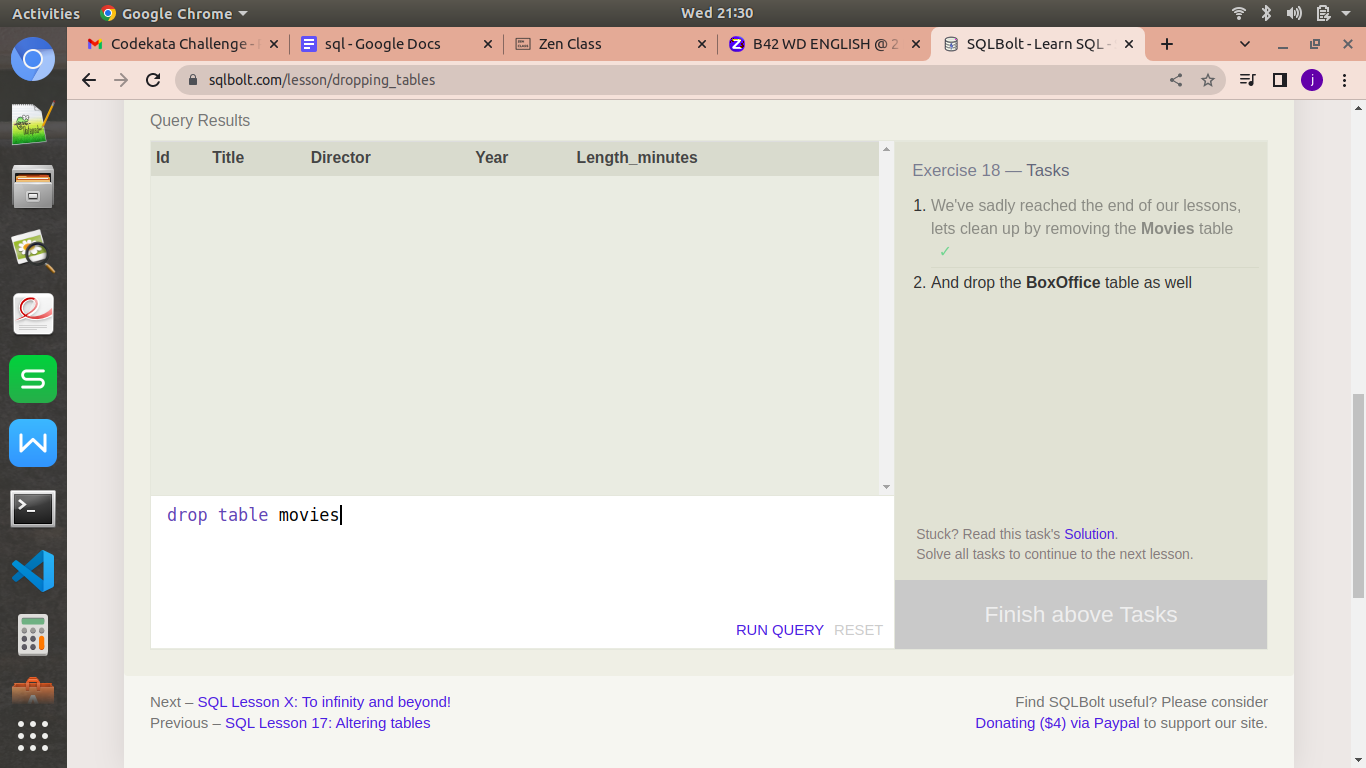 Activities Google Chrome Wed 21:30
Codekata Challenge - sql - Google Docs Zen Class B42 WD ENGLISH @ 2 SQLBolt - Learn SQL -
sqlbolt.com/lesson/dropping_tables j
Query Results
Id Title Director Year Length_minutes
Exercise 18 — Tasks
1. We've sadly reached the end of our lessons,
lets clean up by removing the Movies table
✓
2. And drop the BoxOffice table as well
drop table movies
Stuck? Read this task's Solution.
Solve all tasks to continue to the next lesson.
RUN QUERY RESET
Finish above Tasks
Next – SQL Lesson X: To infinity and beyond!
Previous – SQL Lesson 17: Altering tables
Find SQLBolt useful? Please consider
Donating ($4) via Paypal to support our site.